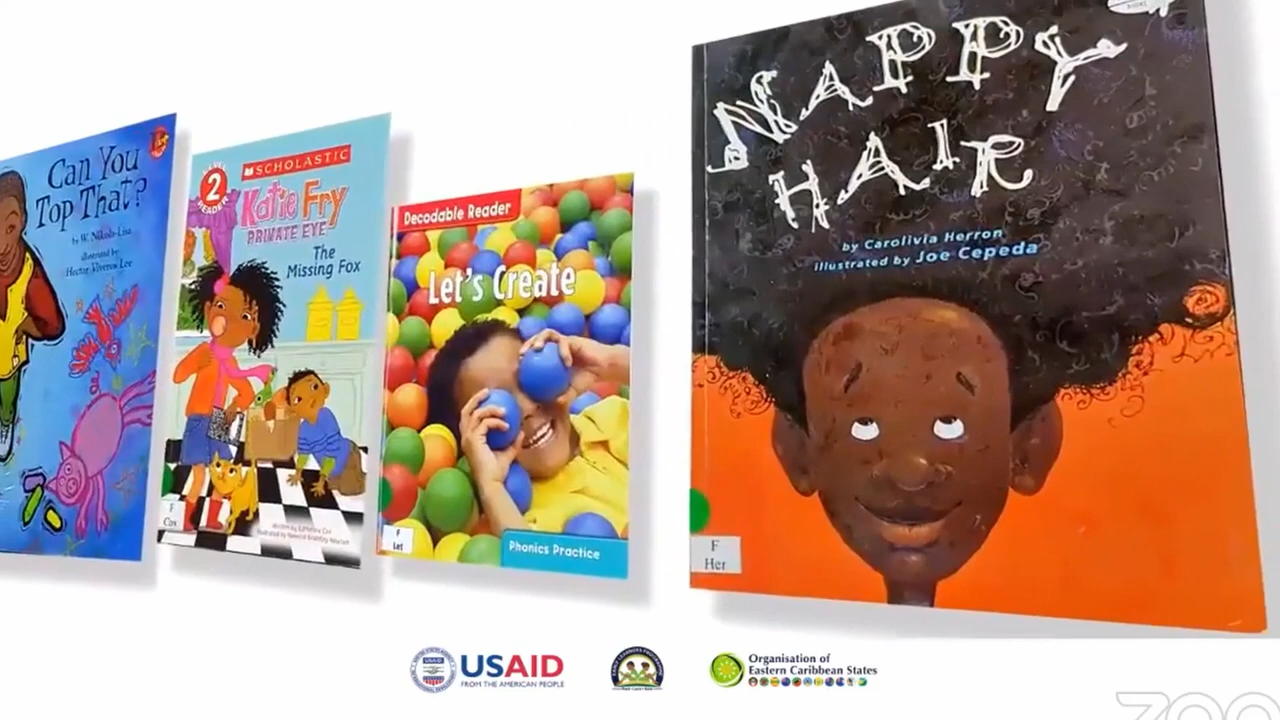 Can You
Top That?
by W. Nikola-Lisa
illustrated by
Hector Viveros Lee
LEVEL
2
READER
SCHOLASTIC
Katie Fry
PRIVATE EYE
The
Missing Fox
F
Cox
Decodable Reader
Let's Create
F
Let
Phonics Practice
NAPPY
HAIR
by Carolivia Herron
illustrated by Joe Cepeda
F
Her
USAID
FROM THE AMERICAN PEOPLE
Organisation of
Eastern Caribbean States